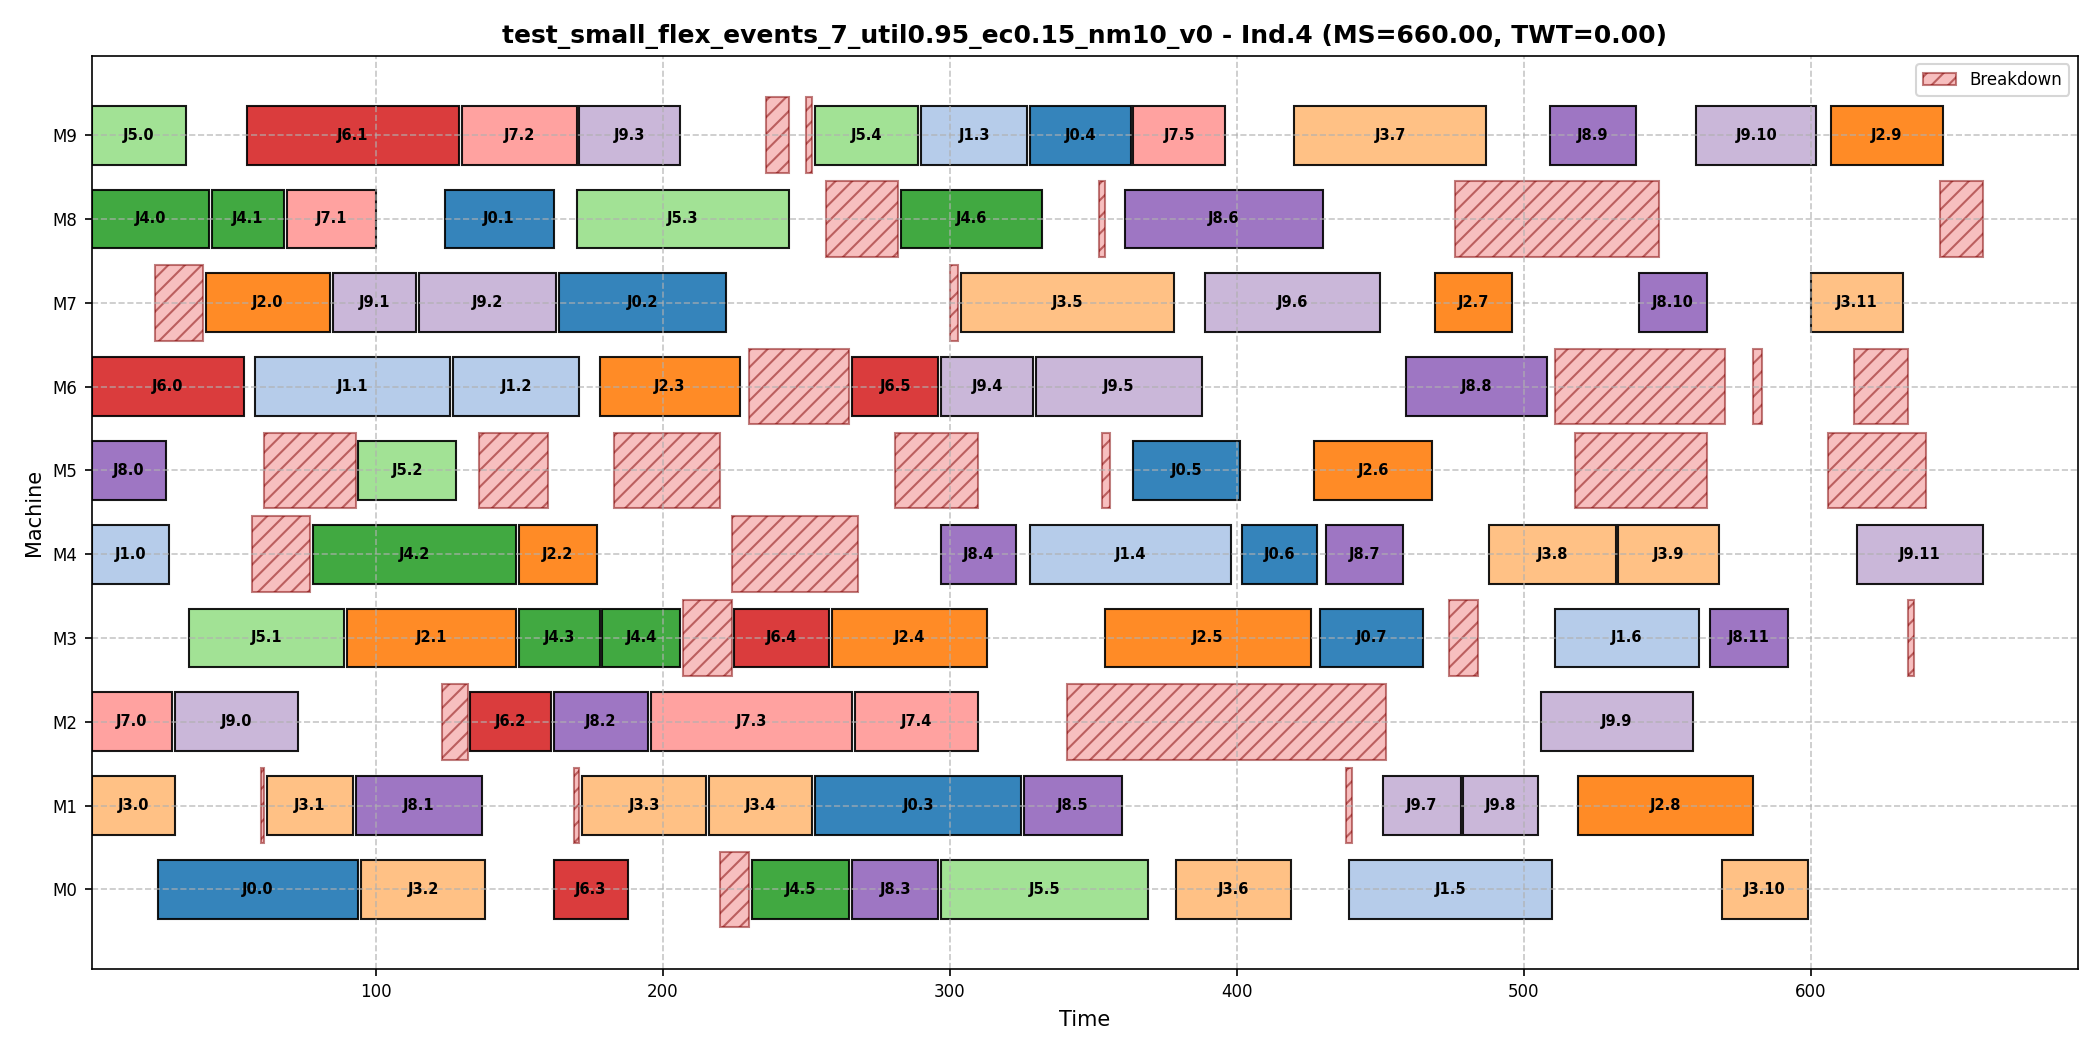 test_small_flex_events_7_util0.95_ec0.15_nm10_v0 - Ind.4 (MS=660.00, TWT=0.00)
Breakdown
M9 J5.0 J6.1 J7.2 J9.3 J5.4 J1.3 J0.4 J7.5 J3.7 J8.9 J9.10 J2.9
M8 J4.0 J4.1 J7.1 J0.1 J5.3 J4.6 J8.6
M7 J2.0 J9.1 J9.2 J0.2 J3.5 J9.6 J2.7 J8.10 J3.11
M6 J6.0 J1.1 J1.2 J2.3 J6.5 J9.4 J9.5 J8.8
M5 J8.0 J5.2 J0.5 J2.6
M4 J1.0 J4.2 J2.2 J8.4 J1.4 J0.6 J8.7 J3.8 J3.9 J9.11
M3 J5.1 J2.1 J4.3 J4.4 J6.4 J2.4 J2.5 J0.7 J1.6 J8.11
M2 J7.0 J9.0 J6.2 J8.2 J7.3 J7.4 J9.9
M1 J3.0 J3.1 J8.1 J3.3 J3.4 J0.3 J8.5 J9.7 J9.8 J2.8
M0 J0.0 J3.2 J6.3 J4.5 J8.3 J5.5 J3.6 J1.5 J3.10
Machine
100 200 300 400 500 600
Time